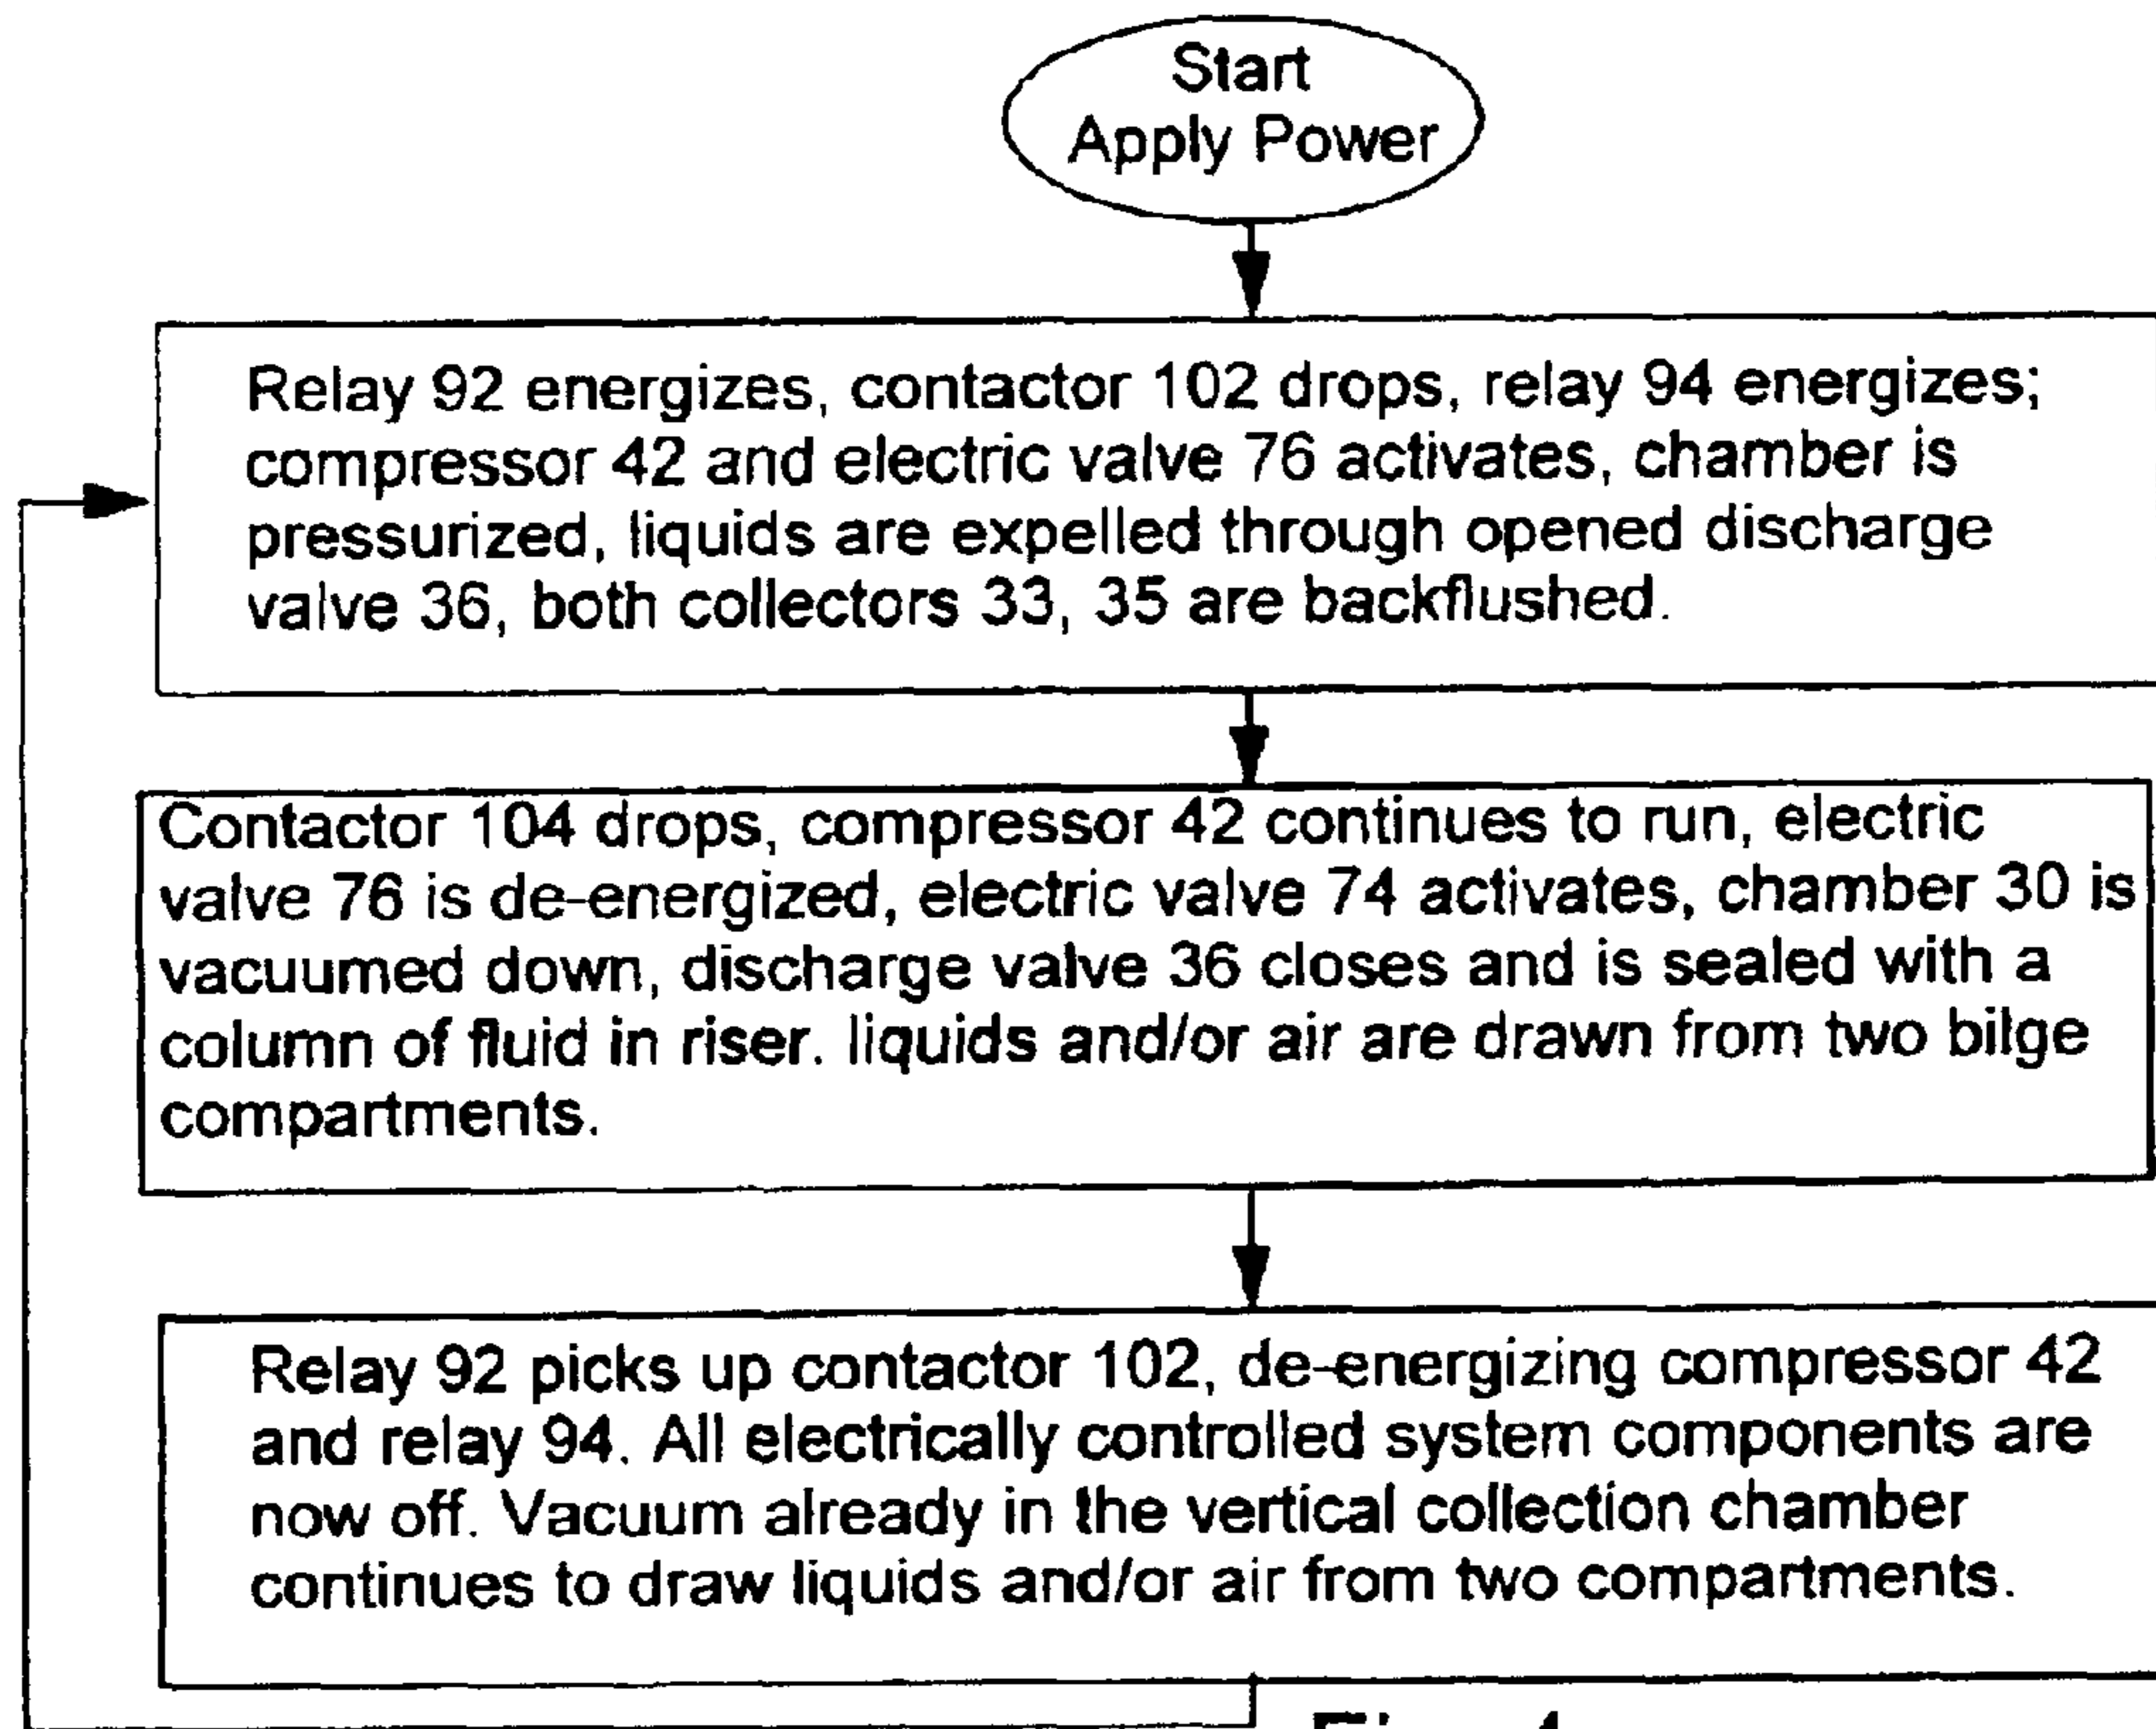 Start
Apply Power
Relay 92 energizes, contactor 102 drops, relay 94 energizes;
compressor 42 and electric valve 76 activates, chamber is
pressurized, liquids are expelled through opened discharge
valve 36, both collectors 33, 35 are backflushed.
Contactor 104 drops, compressor 42 continues to run, electric
valve 76 is de-energized, electric valve 74 activates, chamber 30 is
vacuumed down, discharge valve 36 closes and is sealed with a
column of fluid in riser. liquids and/or air are drawn from two bilge
compartments.
Relay 92 picks up contactor 102, de-energizing compressor 42
and relay 94. All electrically controlled system components are
now off. Vacuum already in the vertical collection chamber
continues to draw liquids and/or air from two compartments.